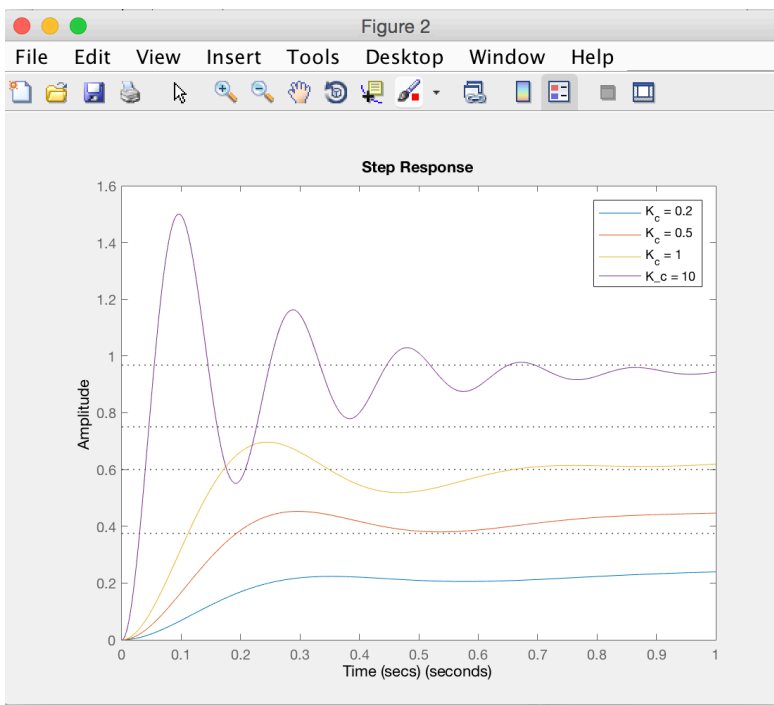 Figure 2
File Edit View Insert Tools Desktop Window Help
Step Response
1.6
1.4
1.2
1
0.8
0.6
0.4
0.2
0
Amplitude
K_c = 0.2
K_c = 0.5
K_c = 1
K_c = 10
0 0.1 0.2 0.3 0.4 0.5 0.6 0.7 0.8 0.9 1
Time (secs) (seconds)